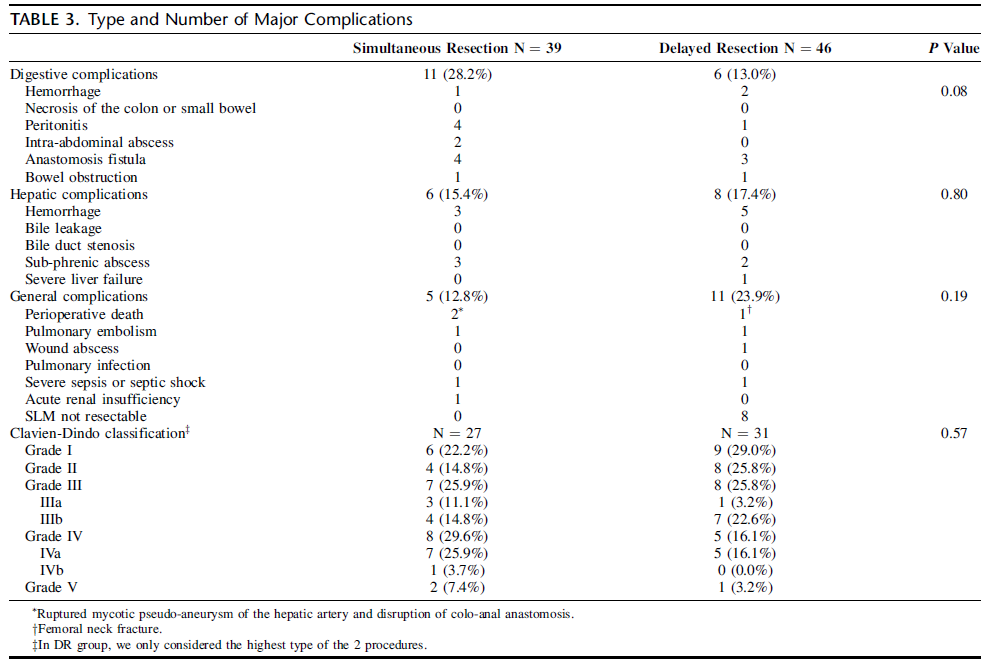 TABLE 3. Type and Number of Major Complications
Simultaneous Resection N = 39 Delayed Resection N = 46 P Value
Digestive complications 11 (28.2%) 6 (13.0%)
Hemorrhage 1 2 0.08
Necrosis of the colon or small bowel 0 0
Peritonitis 4 1
Intra-abdominal abscess 2 0
Anastomosis fistula 4 3
Bowel obstruction 1 1
Hepatic complications 6 (15.4%) 8 (17.4%) 0.80
Hemorrhage 3 5
Bile leakage 0 0
Bile duct stenosis 0 0
Sub-phrenic abscess 3 2
Severe liver failure 0 1
General complications 5 (12.8%) 11 (23.9%) 0.19
Perioperative death 2* 1†
Pulmonary embolism 1 1
Wound abscess 0 1
Pulmonary infection 0 0
Severe sepsis or septic shock 1 1
Acute renal insufficiency 1 0
SLM not resectable 0 8
Clavien-Dindo classification‡ N = 27 N = 31 0.57
Grade I 6 (22.2%) 9 (29.0%)
Grade II 4 (14.8%) 8 (25.8%)
Grade III 7 (25.9%) 8 (25.8%)
IIIa 3 (11.1%) 1 (3.2%)
IIIb 4 (14.8%) 7 (22.6%)
Grade IV 8 (29.6%) 5 (16.1%)
IVa 7 (25.9%) 5 (16.1%)
IVb 1 (3.7%) 0 (0.0%)
Grade V 2 (7.4%) 1 (3.2%)
*Ruptured mycotic pseudo-aneurysm of the hepatic artery and disruption of colo-anal anastomosis.
†Femoral neck fracture.
‡In DR group, we only considered the highest type of the 2 procedures.